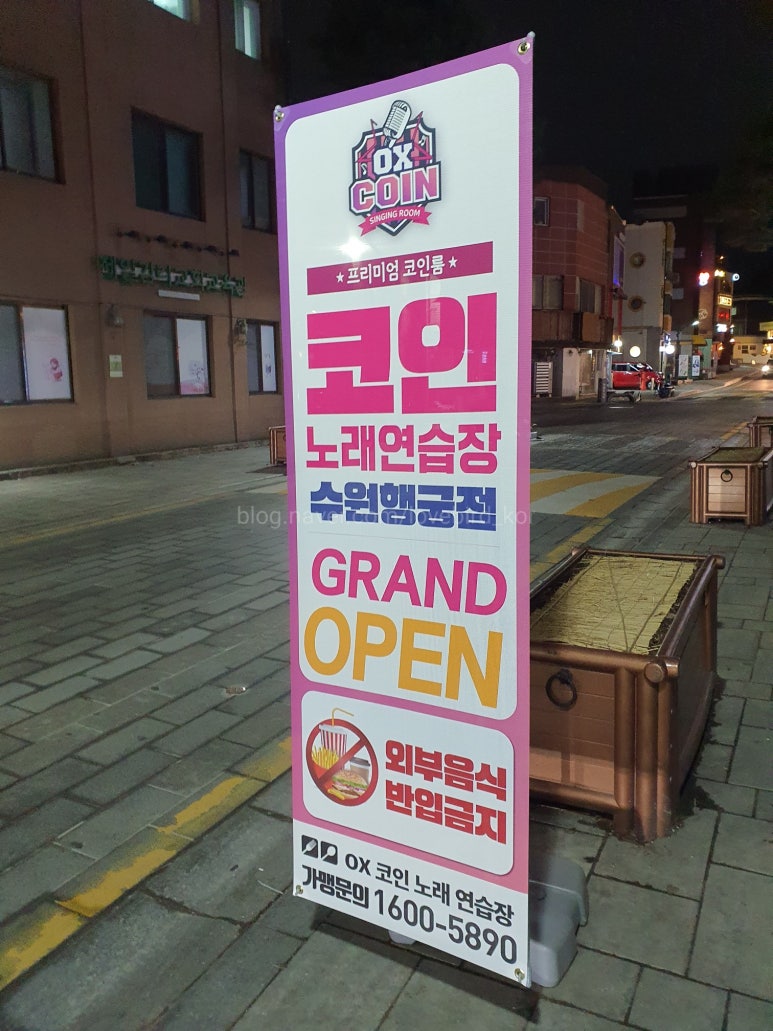 OX
COIN
SINGING ROOM
★프리미엄 코인룸★
코인
노래연습장
수원행궁점
GRAND
OPEN
외부음식
반입금지
OX 코인 노래 연습장
가맹문의 1600-5890